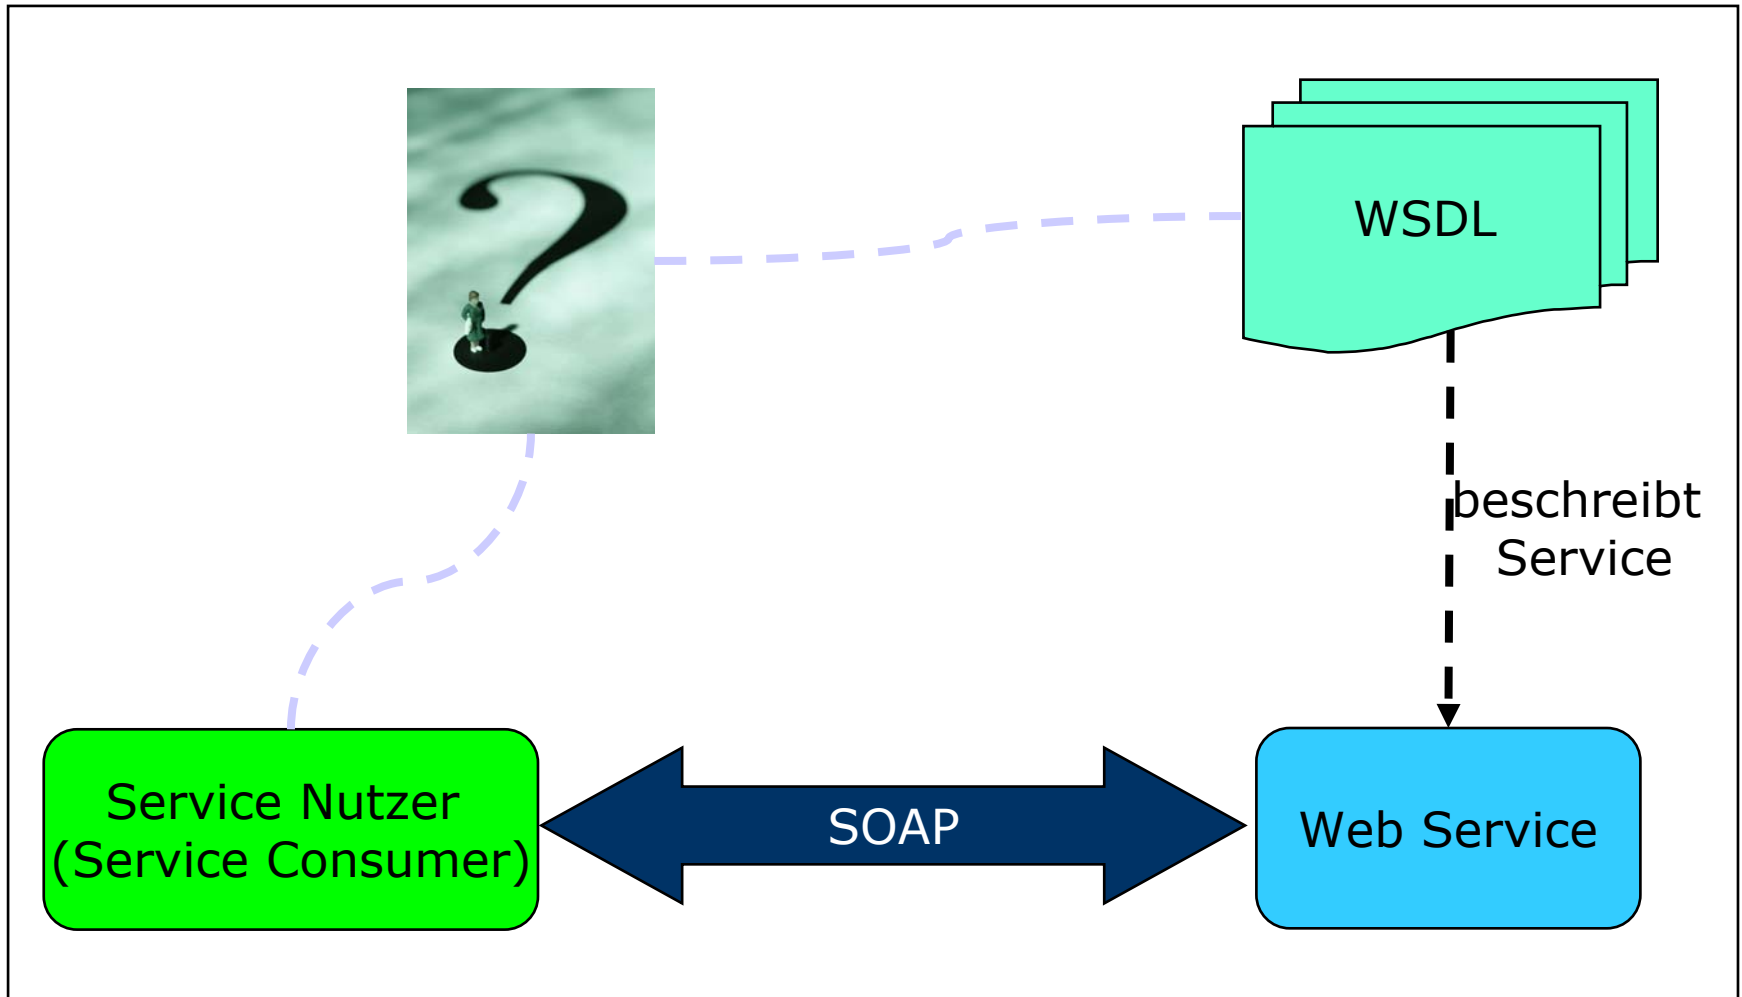 WSDL
beschreibt
Service
Service Nutzer
(Service Consumer)
SOAP
Web Service